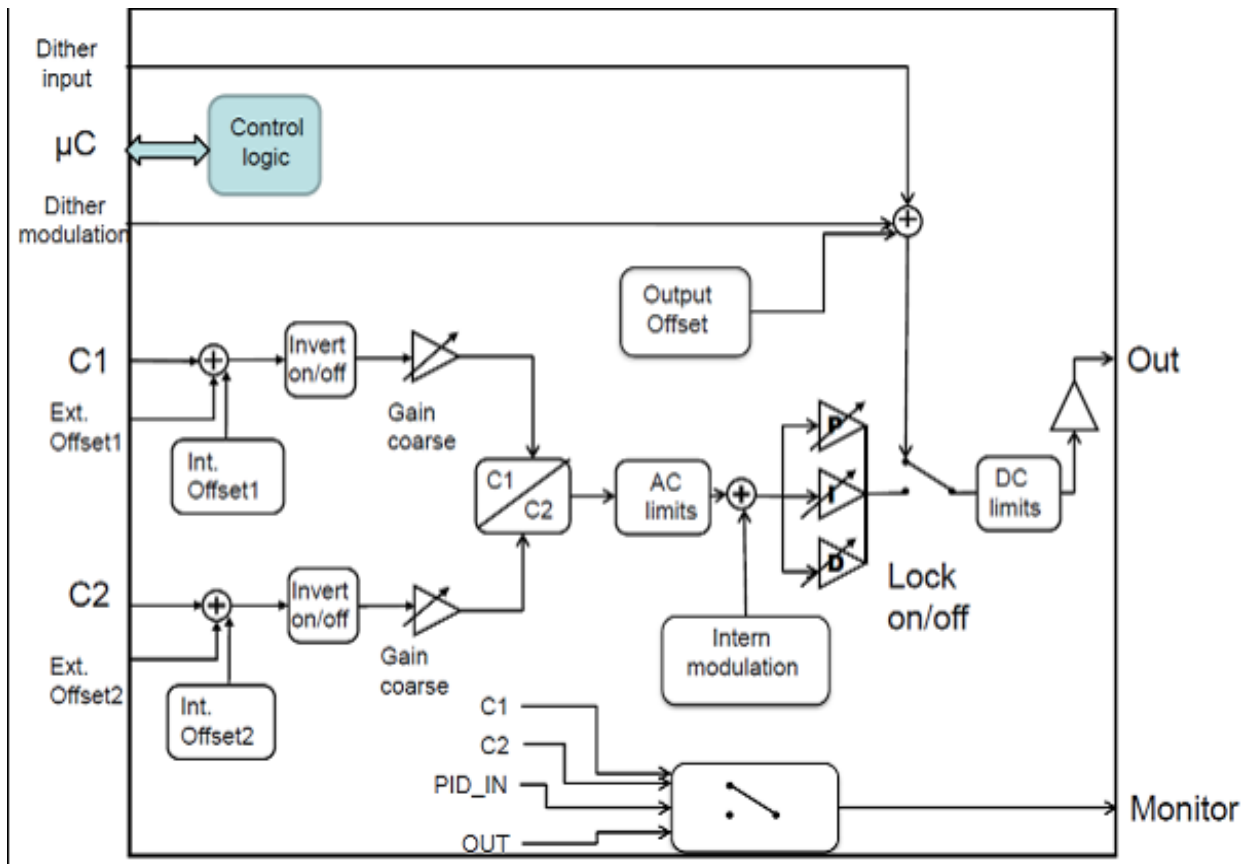 Dither
input
µC
Control
logic
Dither
modulation
Output
Offset
C1
Invert
on/off
Out
Ext.
Offset1
Gain
coarse
Int.
Offset1
P
C1
C2
AC
limits
I
DC
limits
D
C2
Invert
on/off
Lock
on/off
Ext.
Offset2
Gain
coarse
Intern
modulation
Int.
Offset2
C1
C2
PID_IN
OUT
Monitor